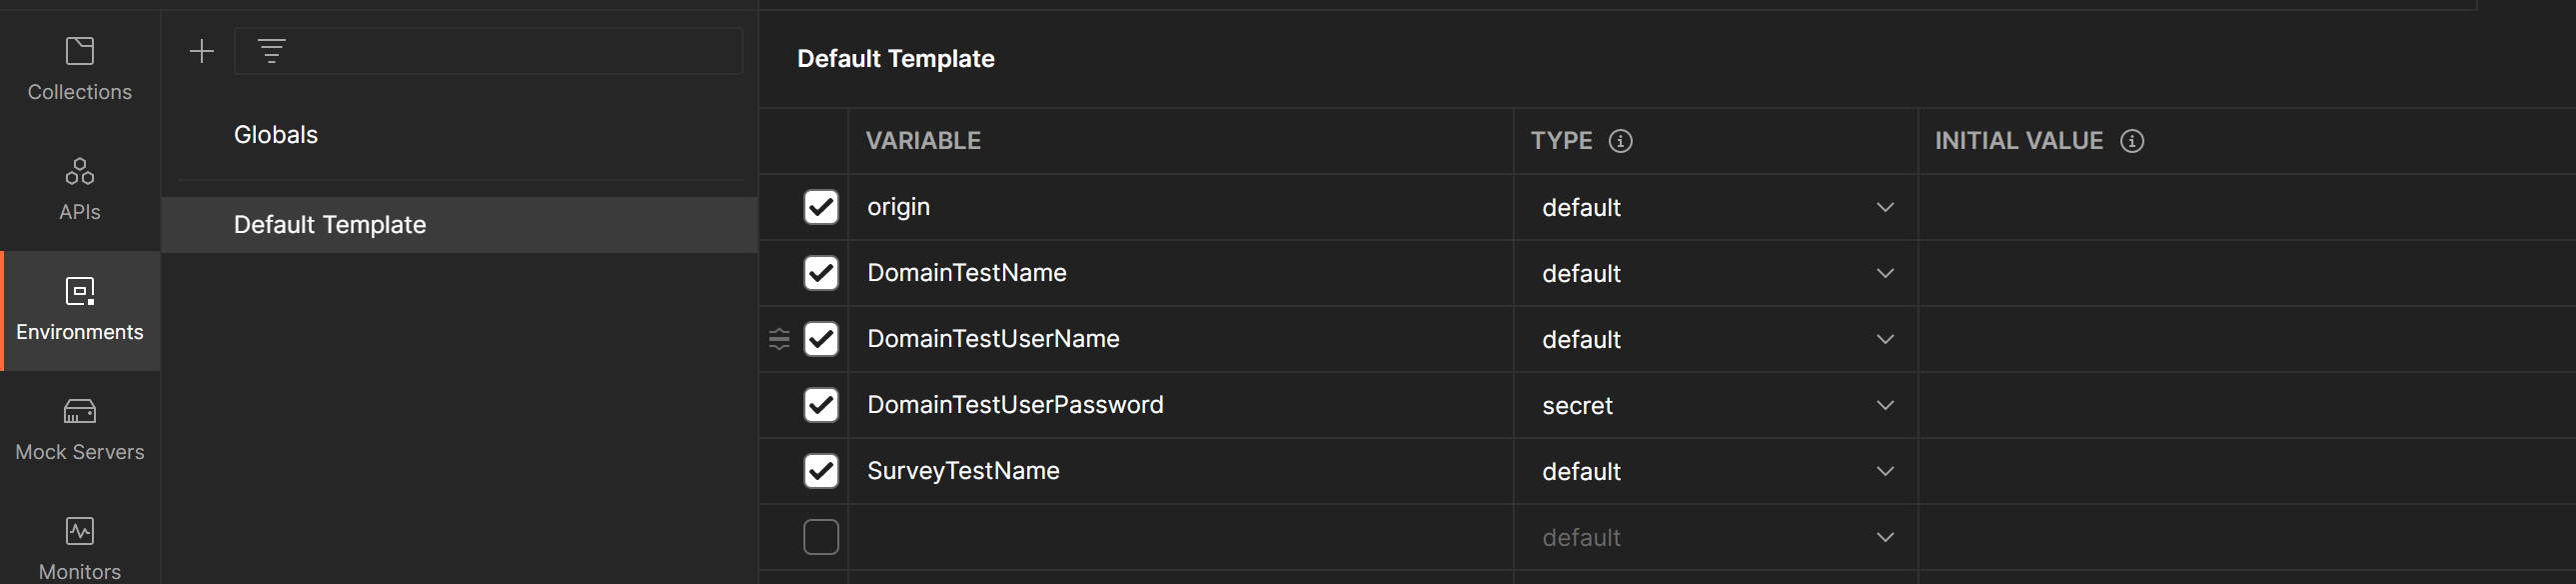 Collections
APIs
Environments
Mock Servers
Monitors
Globals
Default Template
Default Template
VARIABLE TYPE INITIAL VALUE
origin default
DomainTestName default
DomainTestUserName default
DomainTestUserPassword secret
SurveyTestName default
default